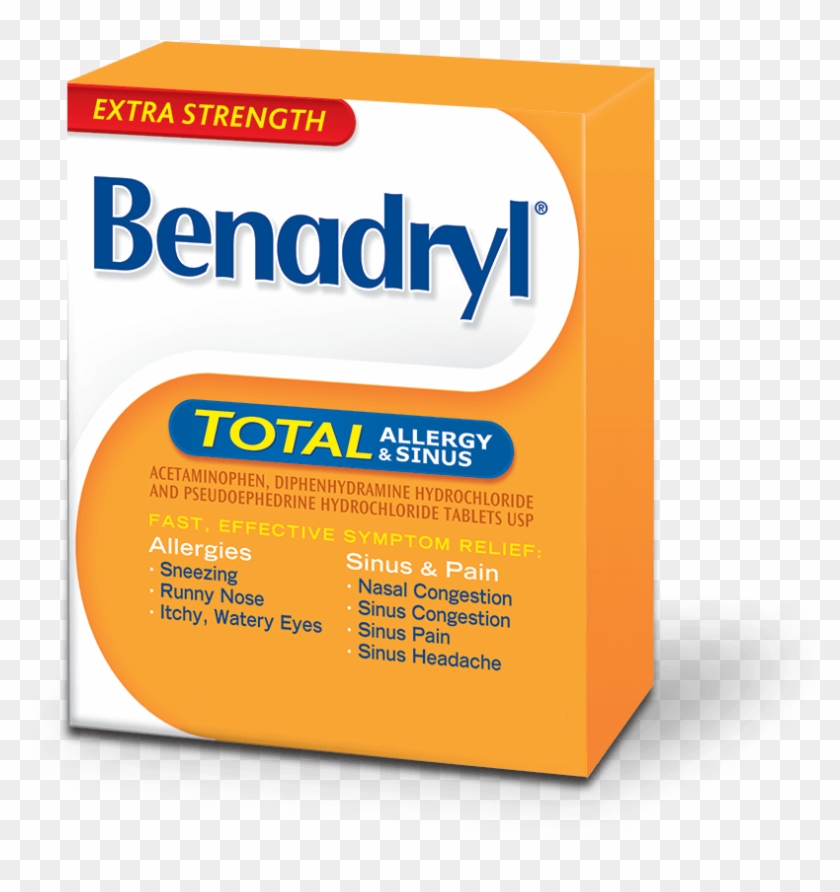 EXTRA STRENGTH
Benadryl®
TOTAL ALLERGY
& SINUS
ACETAMINOPHEN, DIPHENHYDRAMINE HYDROCHLORIDE
AND PSEUDOEPHEDRINE HYDROCHLORIDE TABLETS USP
FAST, EFFECTIVE SYMPTOM RELIEF:
Allergies
· Sneezing
· Runny Nose
· Itchy, Watery Eyes
Sinus & Pain
· Nasal Congestion
· Sinus Congestion
· Sinus Pain
· Sinus Headache